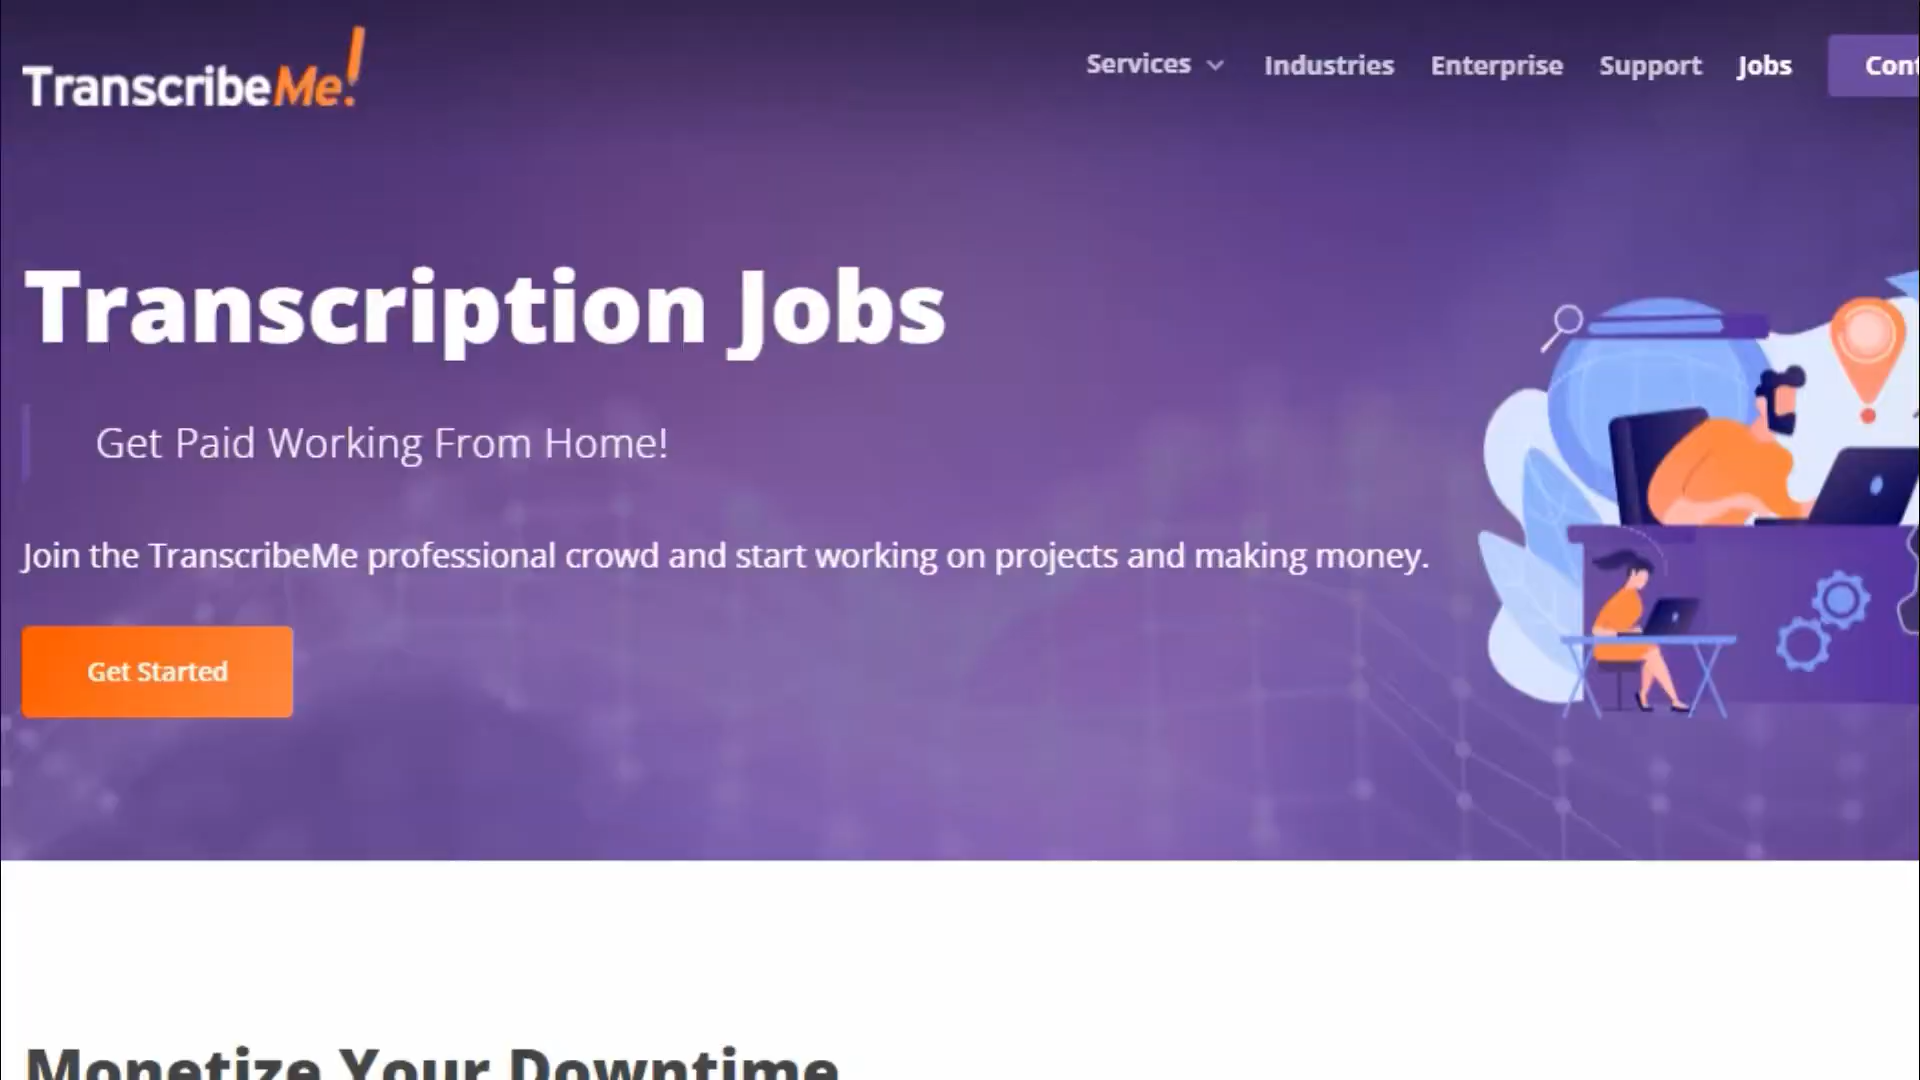 TranscribeMe!
Services
Industries
Enterprise
Support
Jobs
Cont
Transcription Jobs
Get Paid Working From Home!
Join the TranscribeMe professional crowd and start working on projects and making money.
Get Started
Monetize Your Downtime